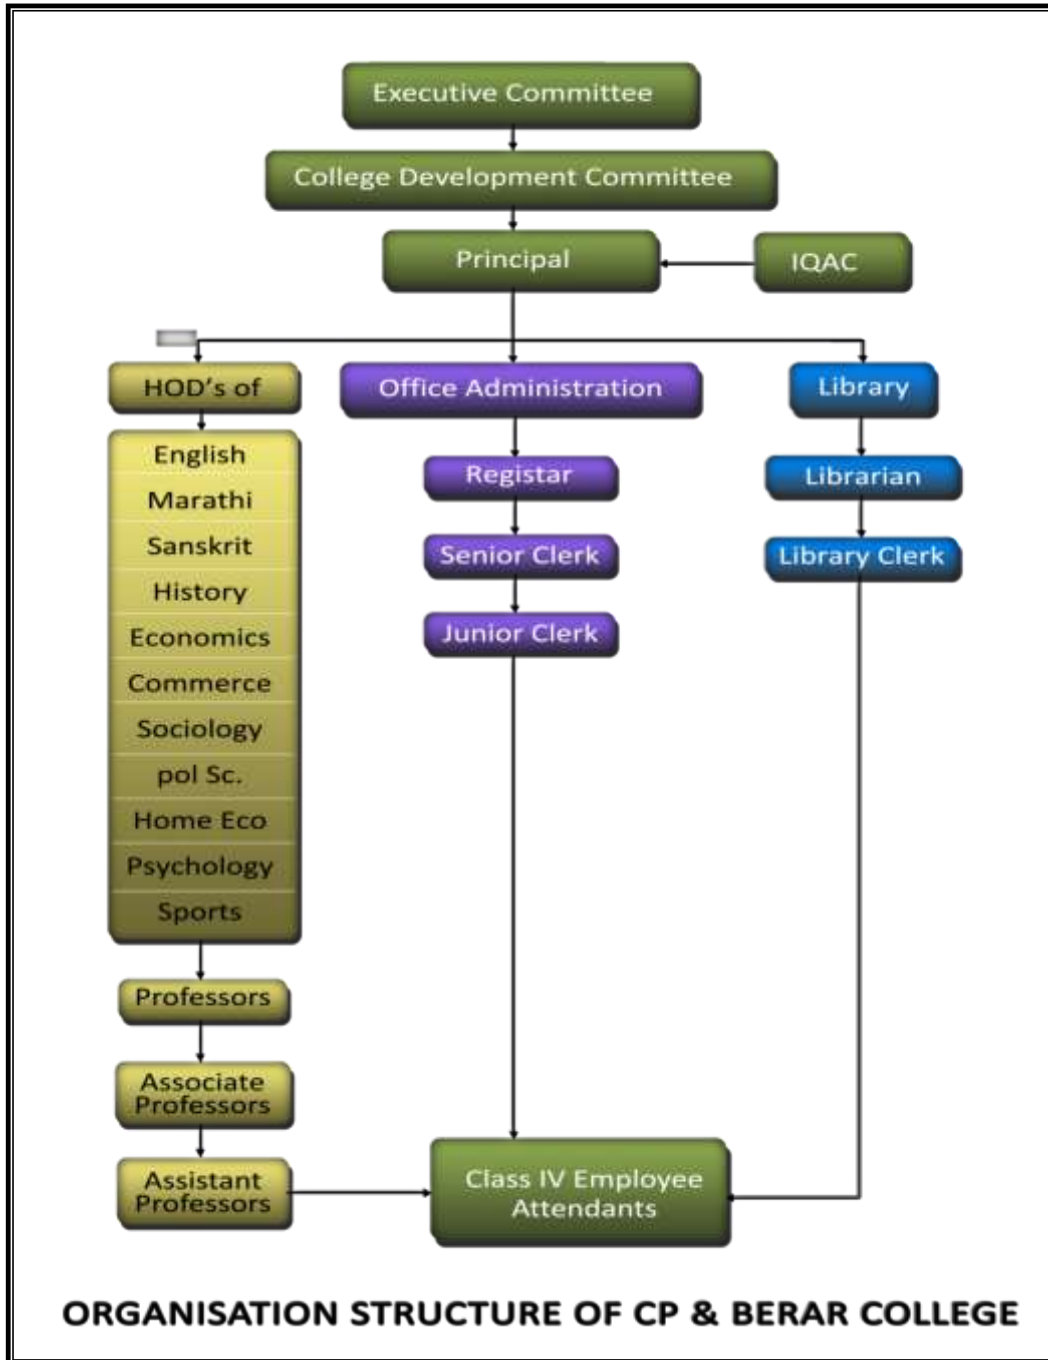 Executive Committee
College Development Committee
Principal
IQAC
HOD's of
English
Marathi
Sanskrit
History
Economics
Commerce
Sociology
pol Sc.
Home Eco
Psychology
Sports
Professors
Associate
Professors
Assistant
Professors
Office Administration
Registar
Senior Clerk
Junior Clerk
Library
Librarian
Library Clerk
Class IV Employee
Attendants
ORGANISATION STRUCTURE OF CP & BERAR COLLEGE